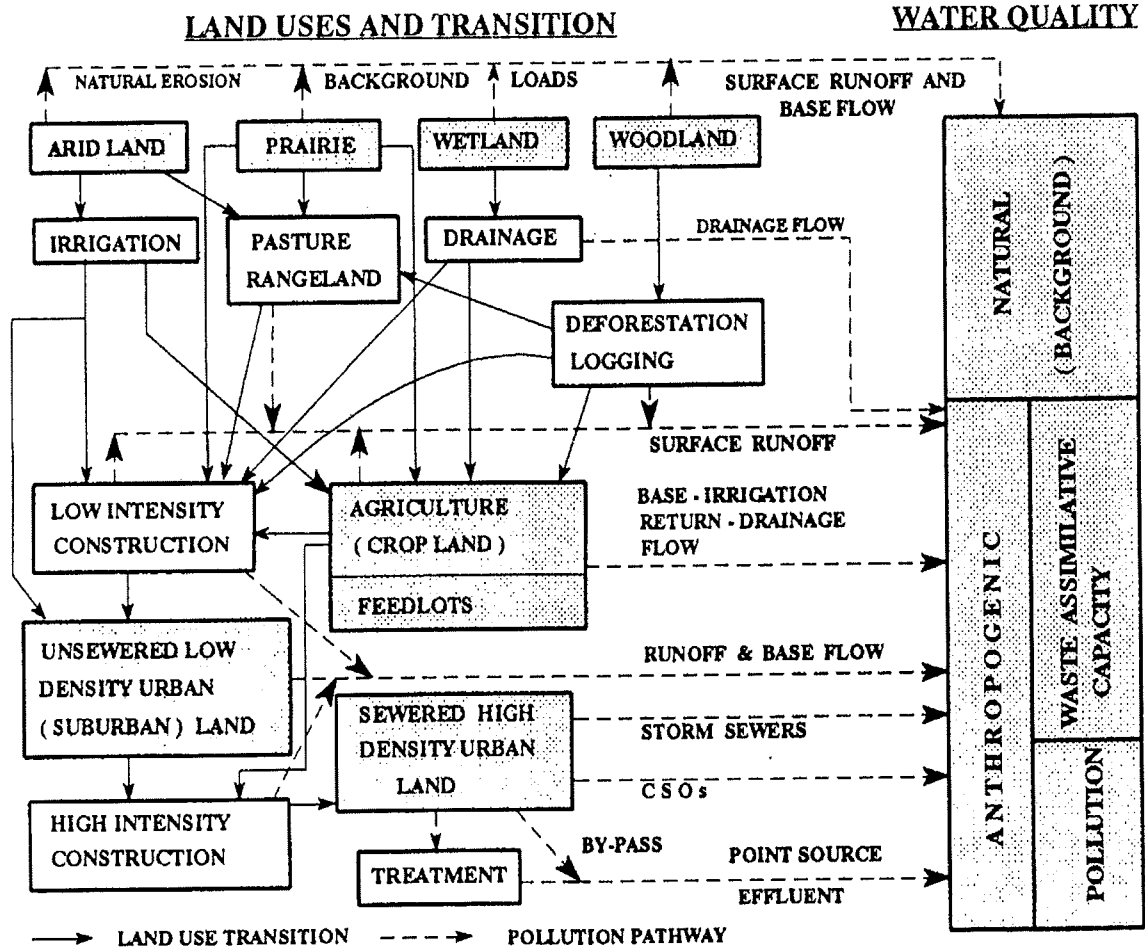 LAND USES AND TRANSITION
WATER QUALITY
NATURAL EROSION
BACKGROUND
LOADS
SURFACE RUNOFF AND
BASE FLOW
ARID LAND
PRAIRIE
WETLAND
WOODLAND
IRRIGATION
PASTURE
RANGELAND
DRAINAGE
DRAINAGE FLOW
DEFORESTATION
LOGGING
NATURAL
( BACKGROUND )
SURFACE RUNOFF
LOW INTENSITY
CONSTRUCTION
AGRICULTURE
( CROP LAND )
FEEDLOTS
BASE - IRRIGATION
RETURN - DRAINAGE
FLOW
UNSEWERED LOW
DENSITY URBAN
( SUBURBAN ) LAND
RUNOFF & BASE FLOW
SEWERED HIGH
DENSITY URBAN
LAND
STORM SEWERS
CSOs
ANTHROPOGENIC
WASTE ASSIMILATIVE
CAPACITY
POLLUTION
HIGH INTENSITY
CONSTRUCTION
TREATMENT
BY-PASS
POINT SOURCE
EFFLUENT
LAND USE TRANSITION
POLLUTION PATHWAY